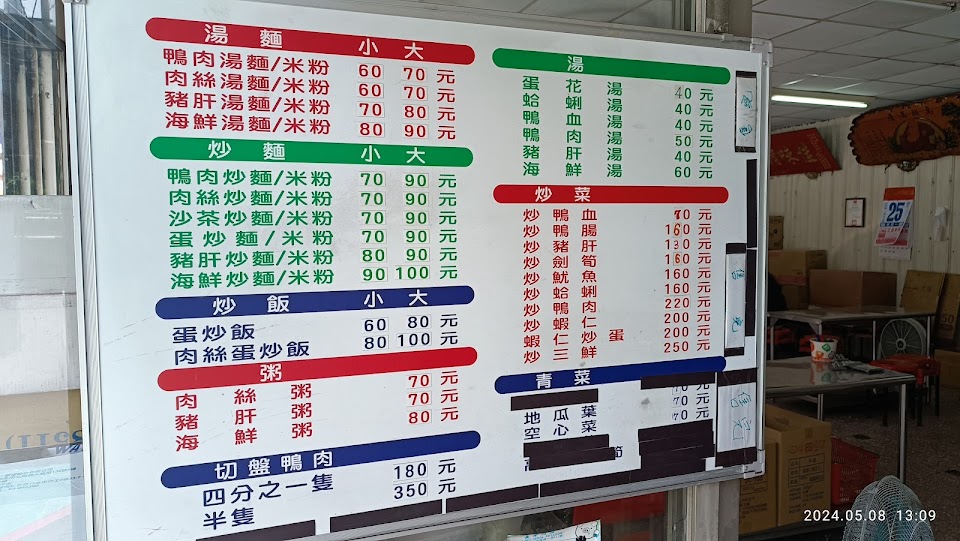 湯麵 小 大
鴨肉湯麵/米粉 60 70 元
肉絲湯麵/米粉 60 70 元
豬肝湯麵/米粉 70 80 元
海鮮湯麵/米粉 80 90 元
炒麵 小 大
鴨肉炒麵/米粉 70 90 元
肉絲炒麵/米粉 70 90 元
沙茶炒麵/米粉 70 90 元
蛋炒麵/米粉 70 90 元
豬肝炒麵/米粉 80 90 元
海鮮炒麵/米粉 90 100 元
炒飯 小 大
蛋炒飯 60 80 元
肉絲蛋炒飯 80 100 元
粥
肉絲粥 70 元
豬肝粥 70 元
海鮮粥 80 元
切盤鴨肉
四分之一隻 180 元
半隻 350 元
湯
蛋花湯 40 元
蛤蜊湯 40 元
鴨血湯 40 元
鴨肉湯 50 元
豬肝湯 40 元
海鮮湯 60 元
炒菜
炒鴨血 70 元
炒鴨腸 160 元
炒豬肝 130 元
炒劍筍 160 元
炒魷魚 160 元
炒蛤蜊 160 元
炒鴨肉 220 元
炒蝦仁 200 元
蝦仁炒蛋 200 元
炒三鮮 250 元
青菜
70 元
地瓜葉 70 元
空心菜 70 元
節
25
2024.05.08 13:09